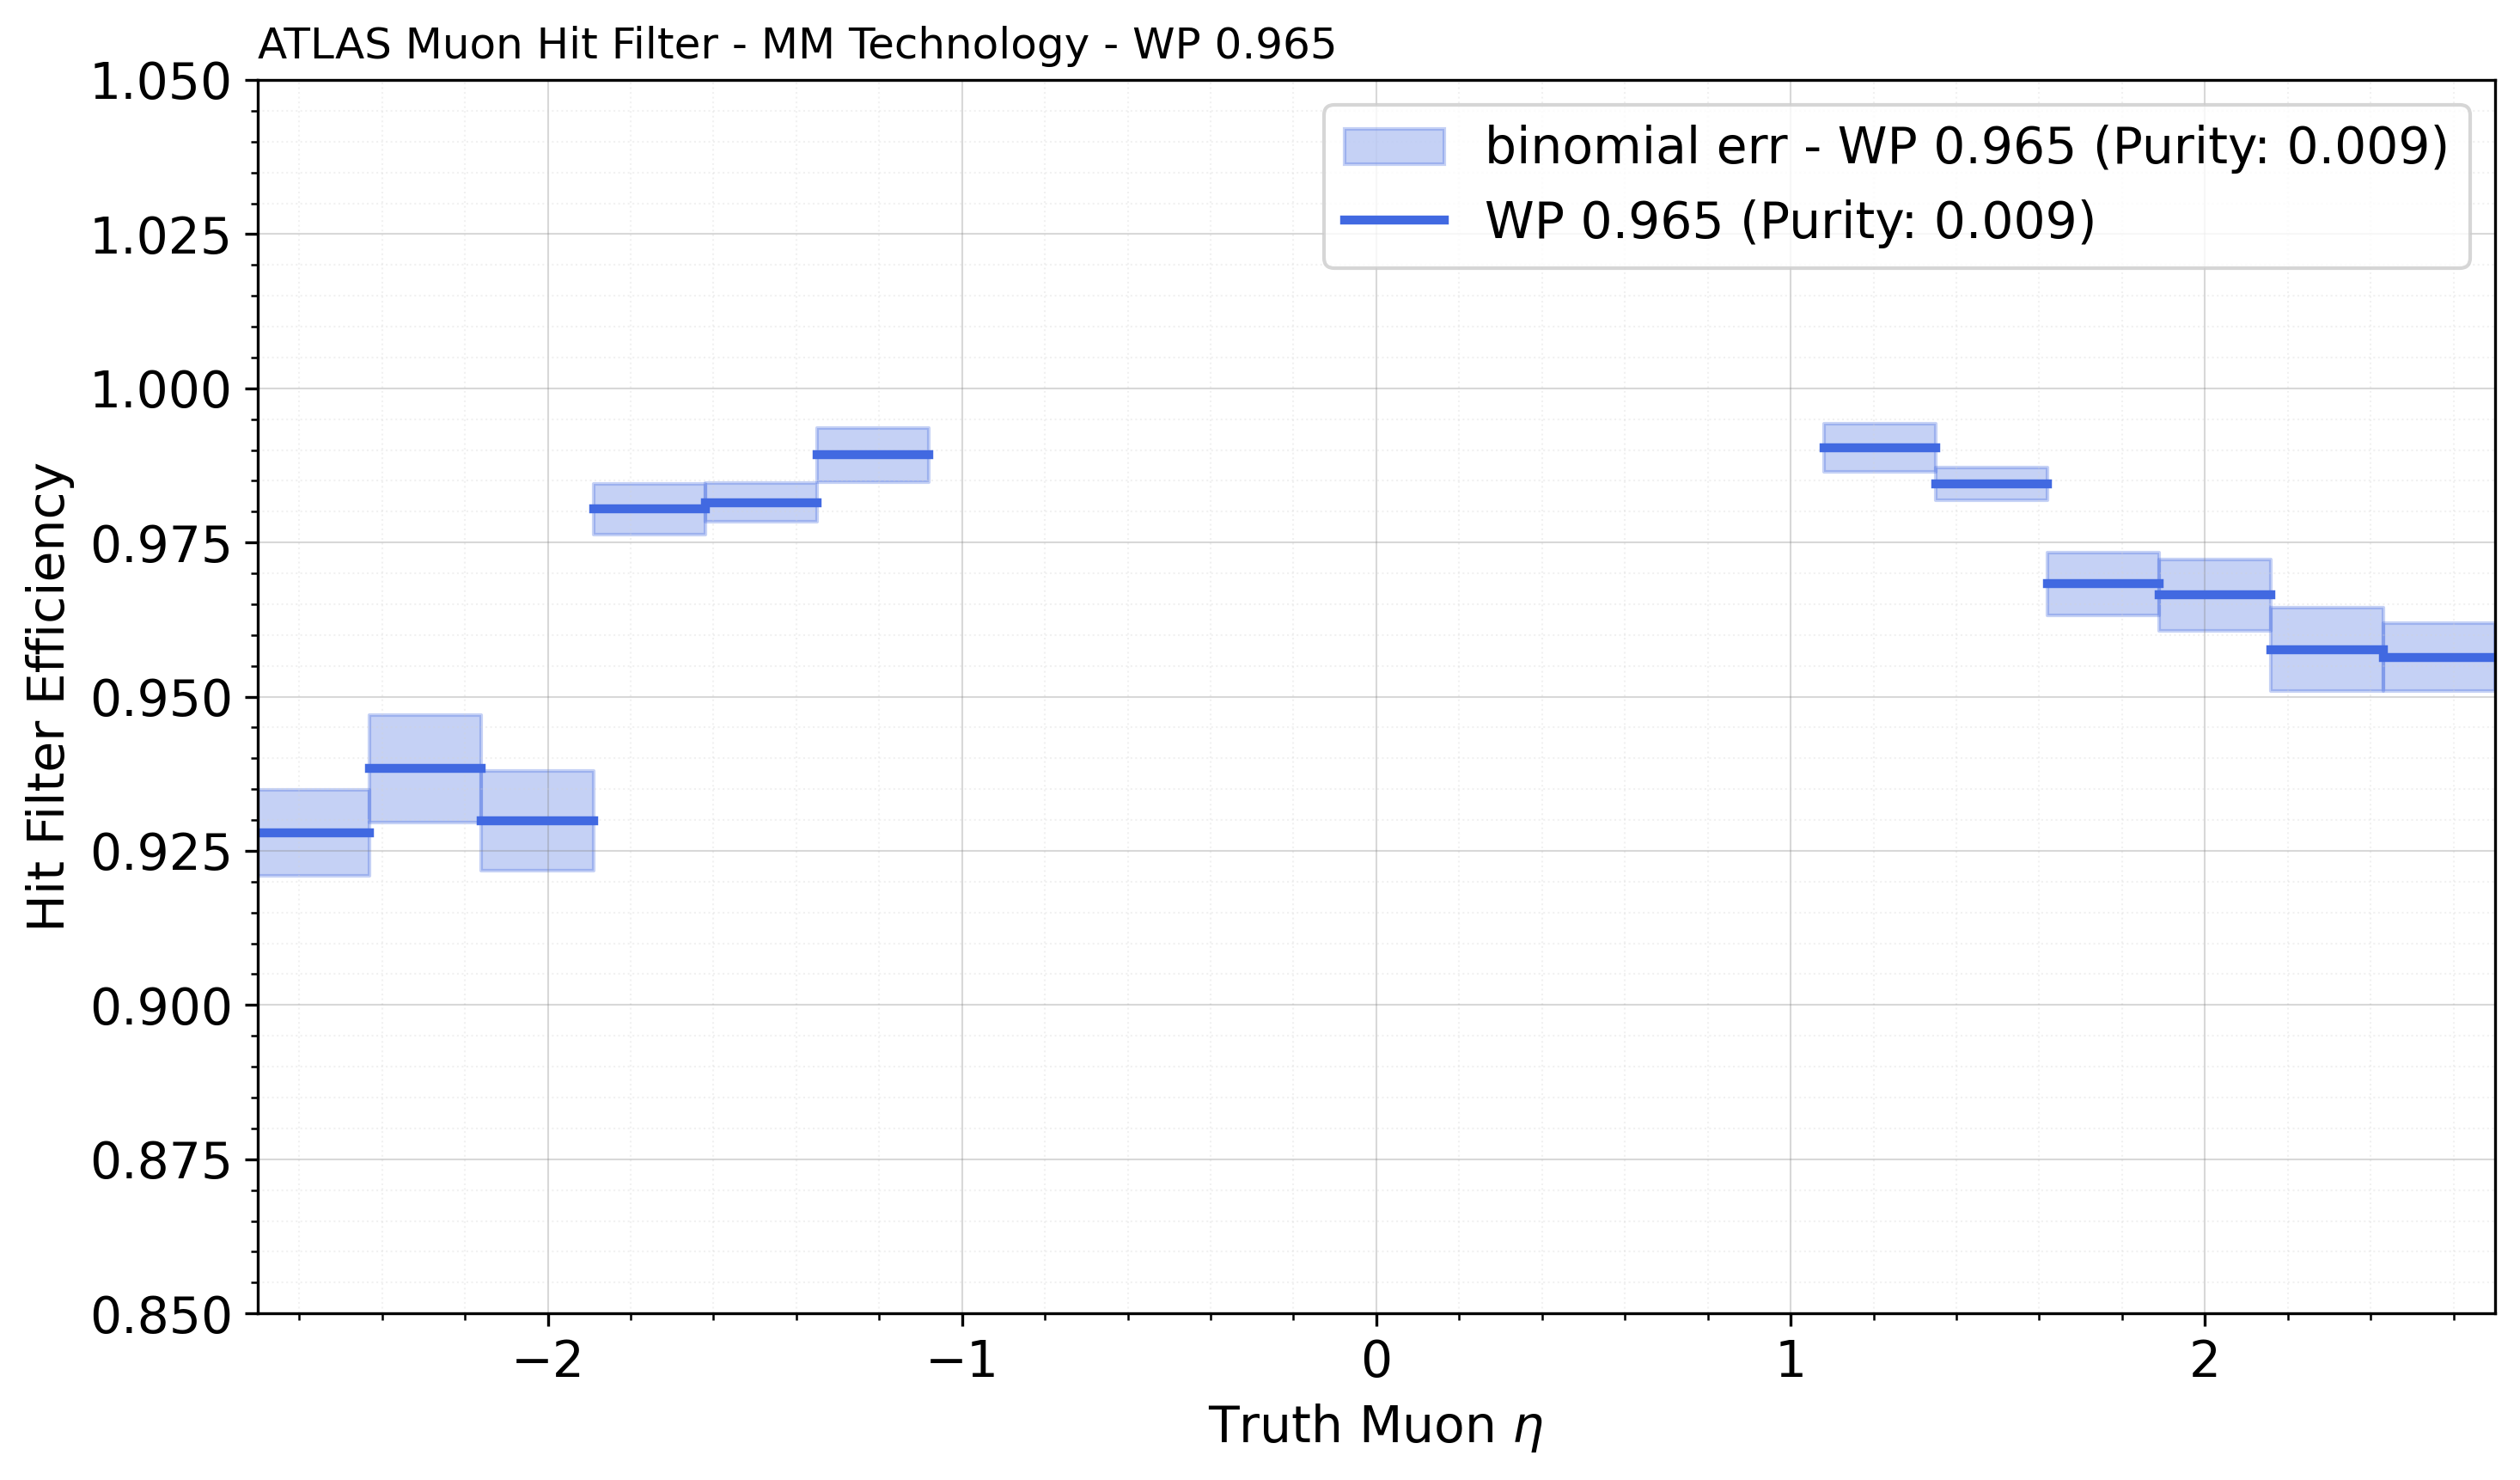 ATLAS Muon Hit Filter - MM Technology - WP 0.965
binomial err - WP 0.965 (Purity: 0.009)
WP 0.965 (Purity: 0.009)
Hit Filter Efficiency
1.050
1.025
1.000
0.975
0.950
0.925
0.900
0.875
0.850
−2
−1
0
1
2
Truth Muon η